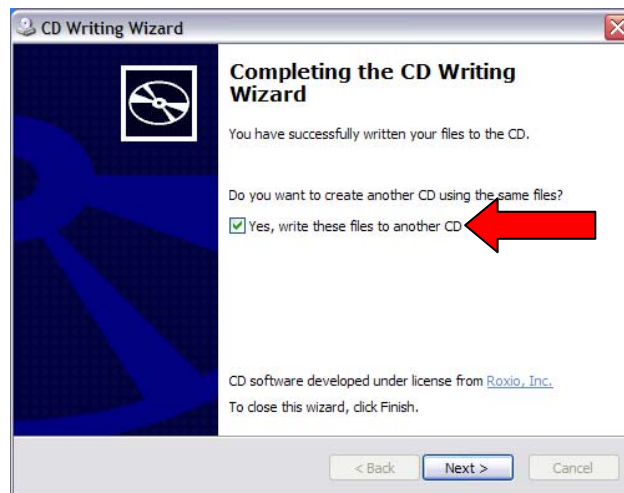 CD Writing Wizard
Completing the CD Writing
Wizard
You have successfully written your files to the CD.
Do you want to create another CD using the same files?
Yes, write these files to another CD
CD software developed under license from Roxio, Inc.
To close this wizard, click Finish.
< Back Next > Cancel